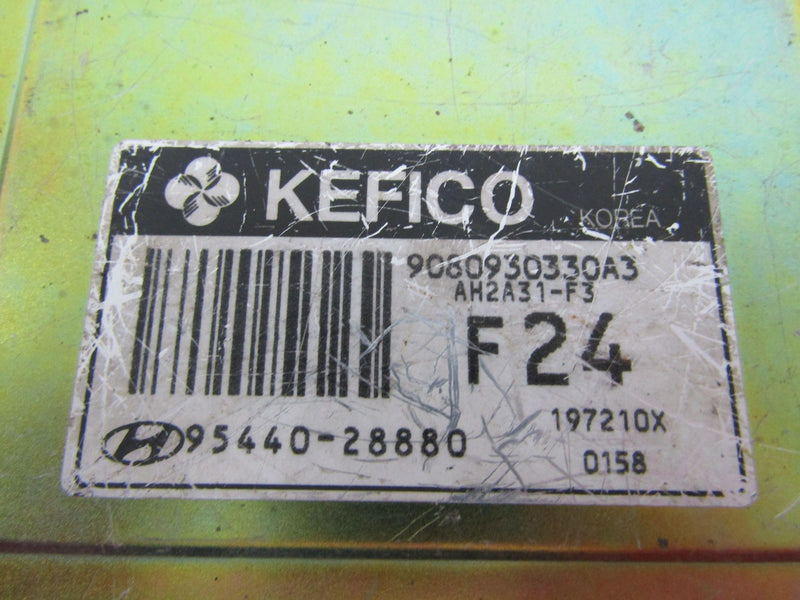 KEFICO KOREA
9080930330A3
AH2A31-F3
F24
95440-28880
197210X
0158